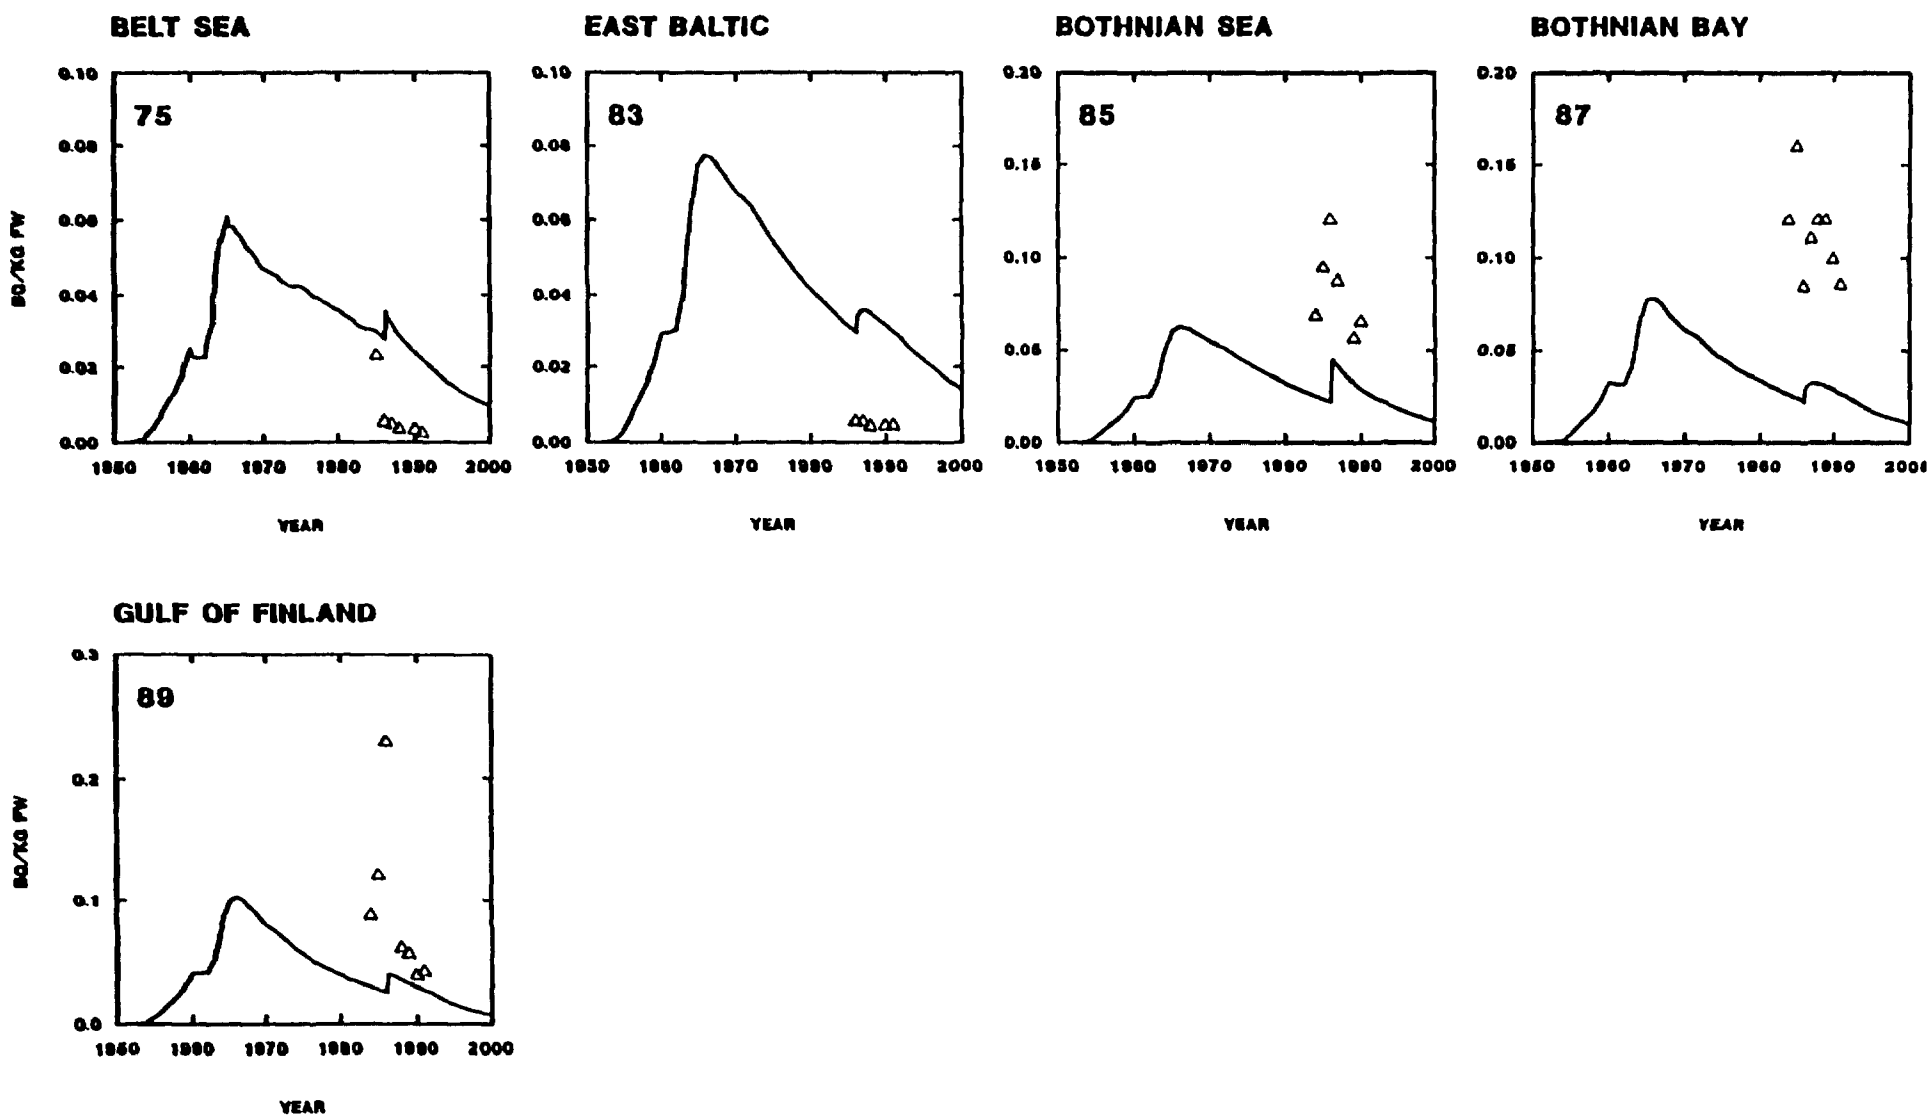 BELT SEA EAST BALTIC BOTHNIAN SEA BOTHNIAN BAY
0.10 0.10 0.20 0.20
75 83 85 87
0.08 0.08 0.15 0.15
0.06 0.06 0.10 0.10
BQ/KG FW
0.04 0.04 0.05 0.05
0.02 0.02
0.00 0.00 0.00 0.00
1950 1960 1970 1980 1990 2000 1950 1960 1970 1980 1990 2000 1950 1960 1970 1980 1990 2000 1950 1960 1970 1980 1990
YEAR YEAR YEAR YEAR
GULF OF FINLAND
0.3
89
0.2
BQ/KG FW
0.1
0.0
1950 1960 1970 1980 1990 2000
YEAR